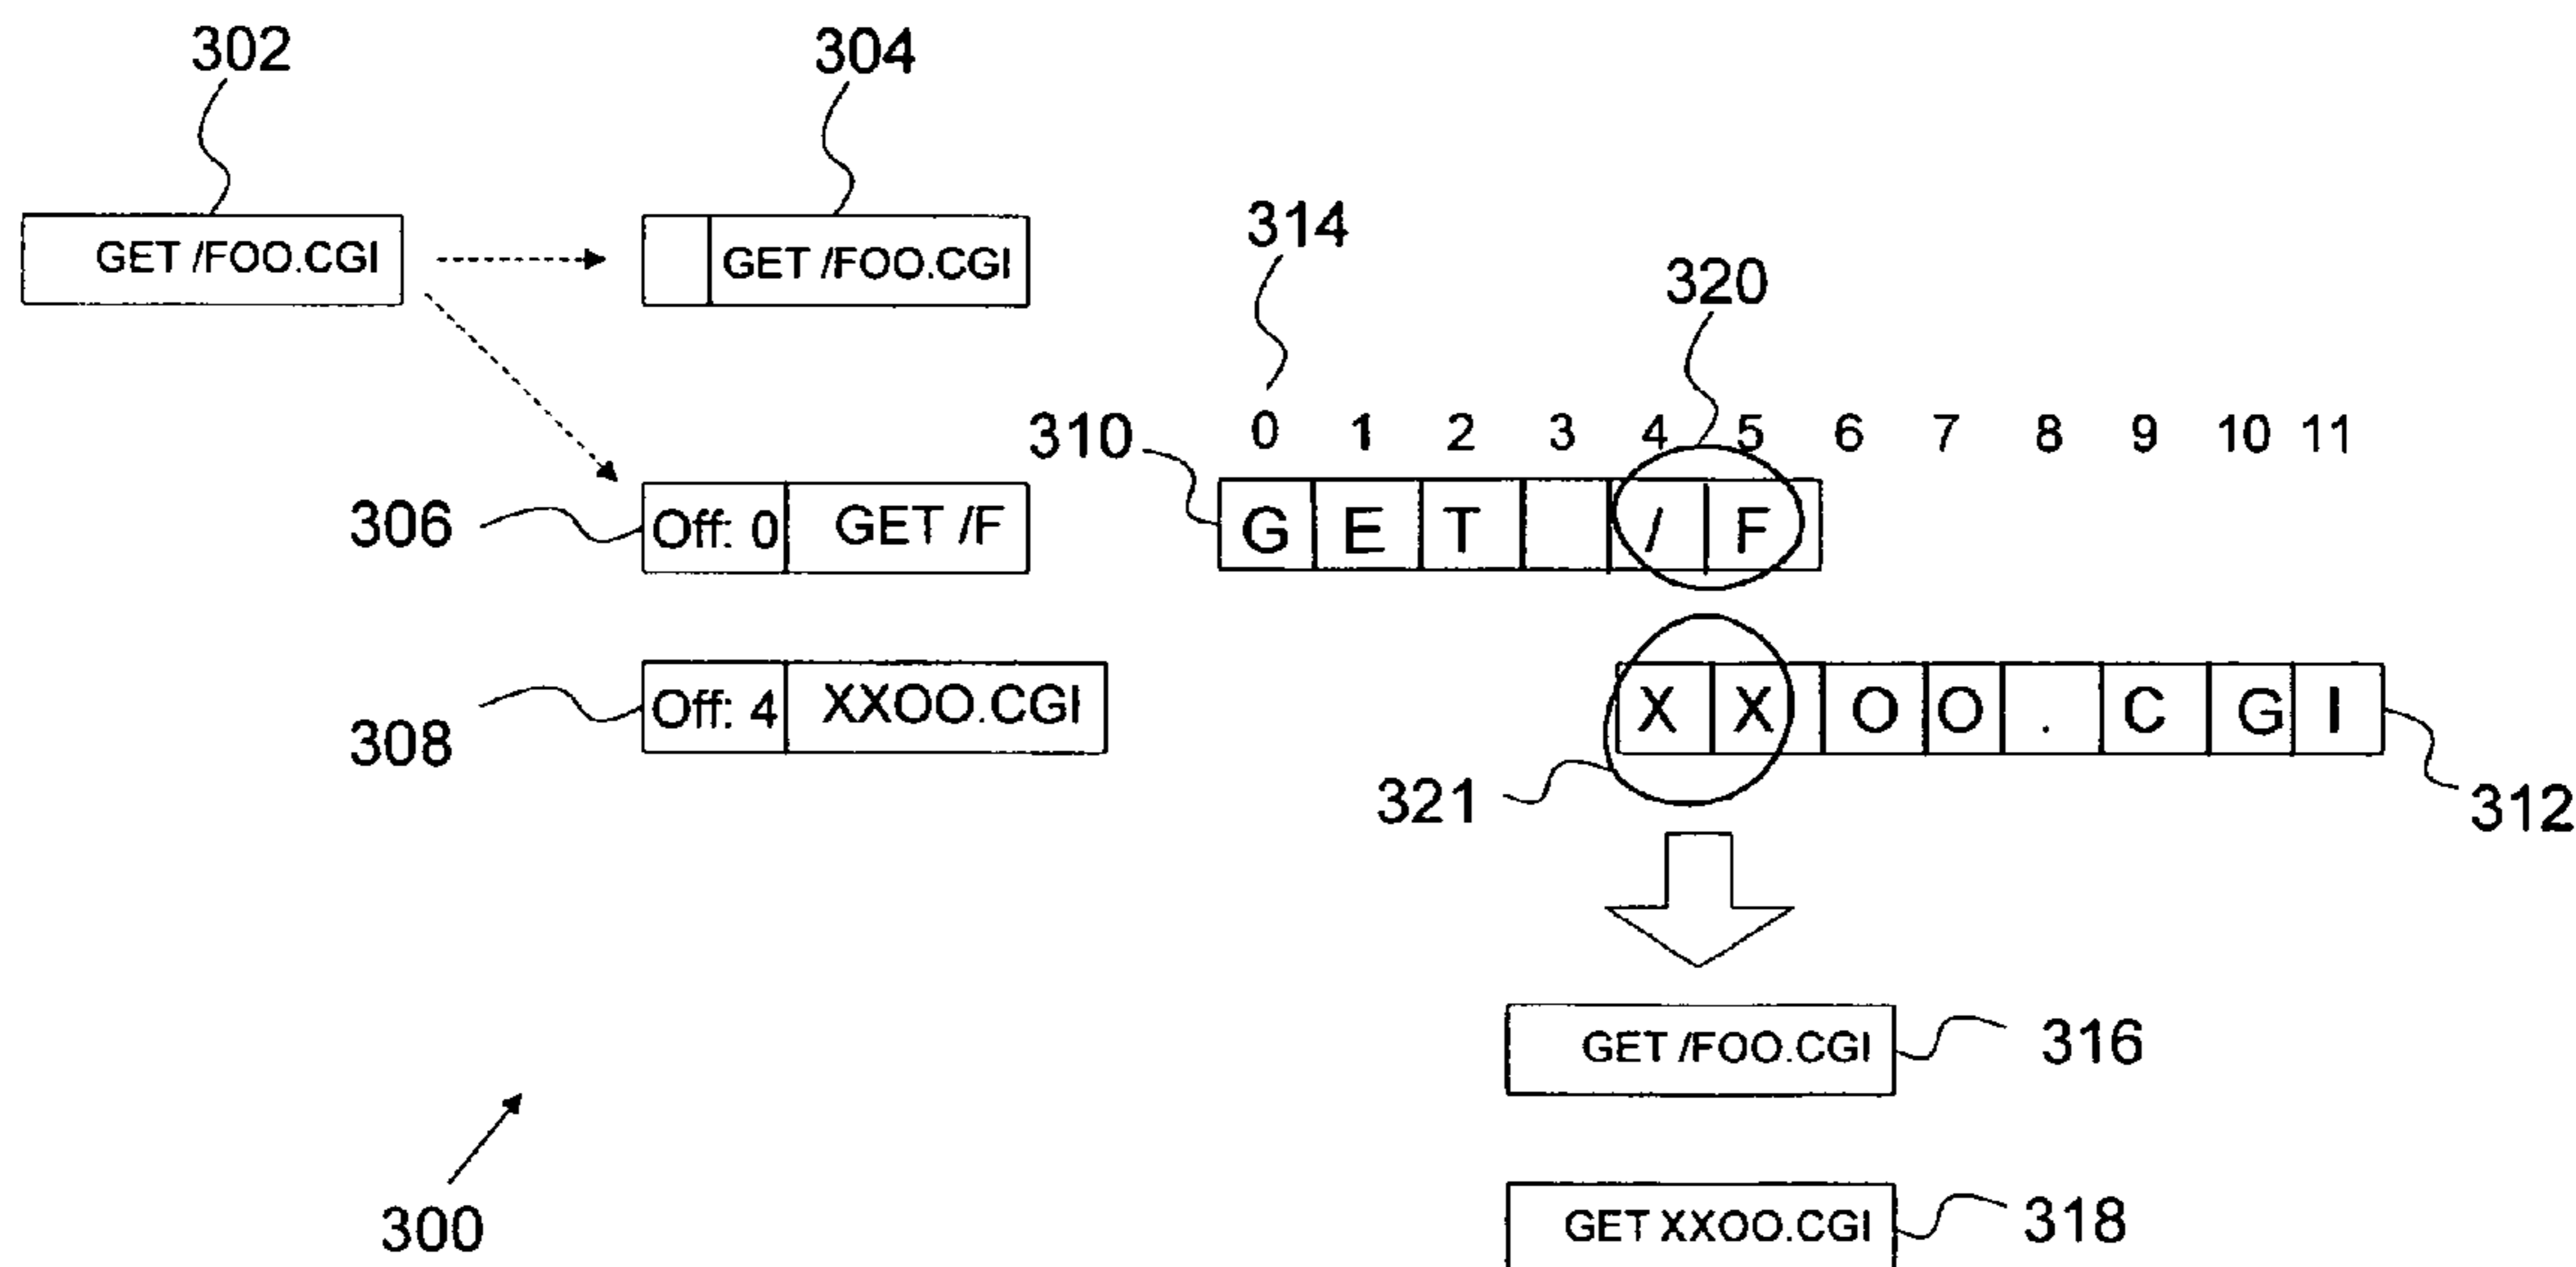 302 304
314
GET /FOO.CGI GET /FOO.CGI
320
310 0 1 2 3 4 5 6 7 8 9 10 11
306 Off: 0 GET /F G E T / F
308 Off: 4 XXOO.CGI X X O O . C G I
321 312
GET /FOO.CGI 316
300 GET XXOO.CGI 318